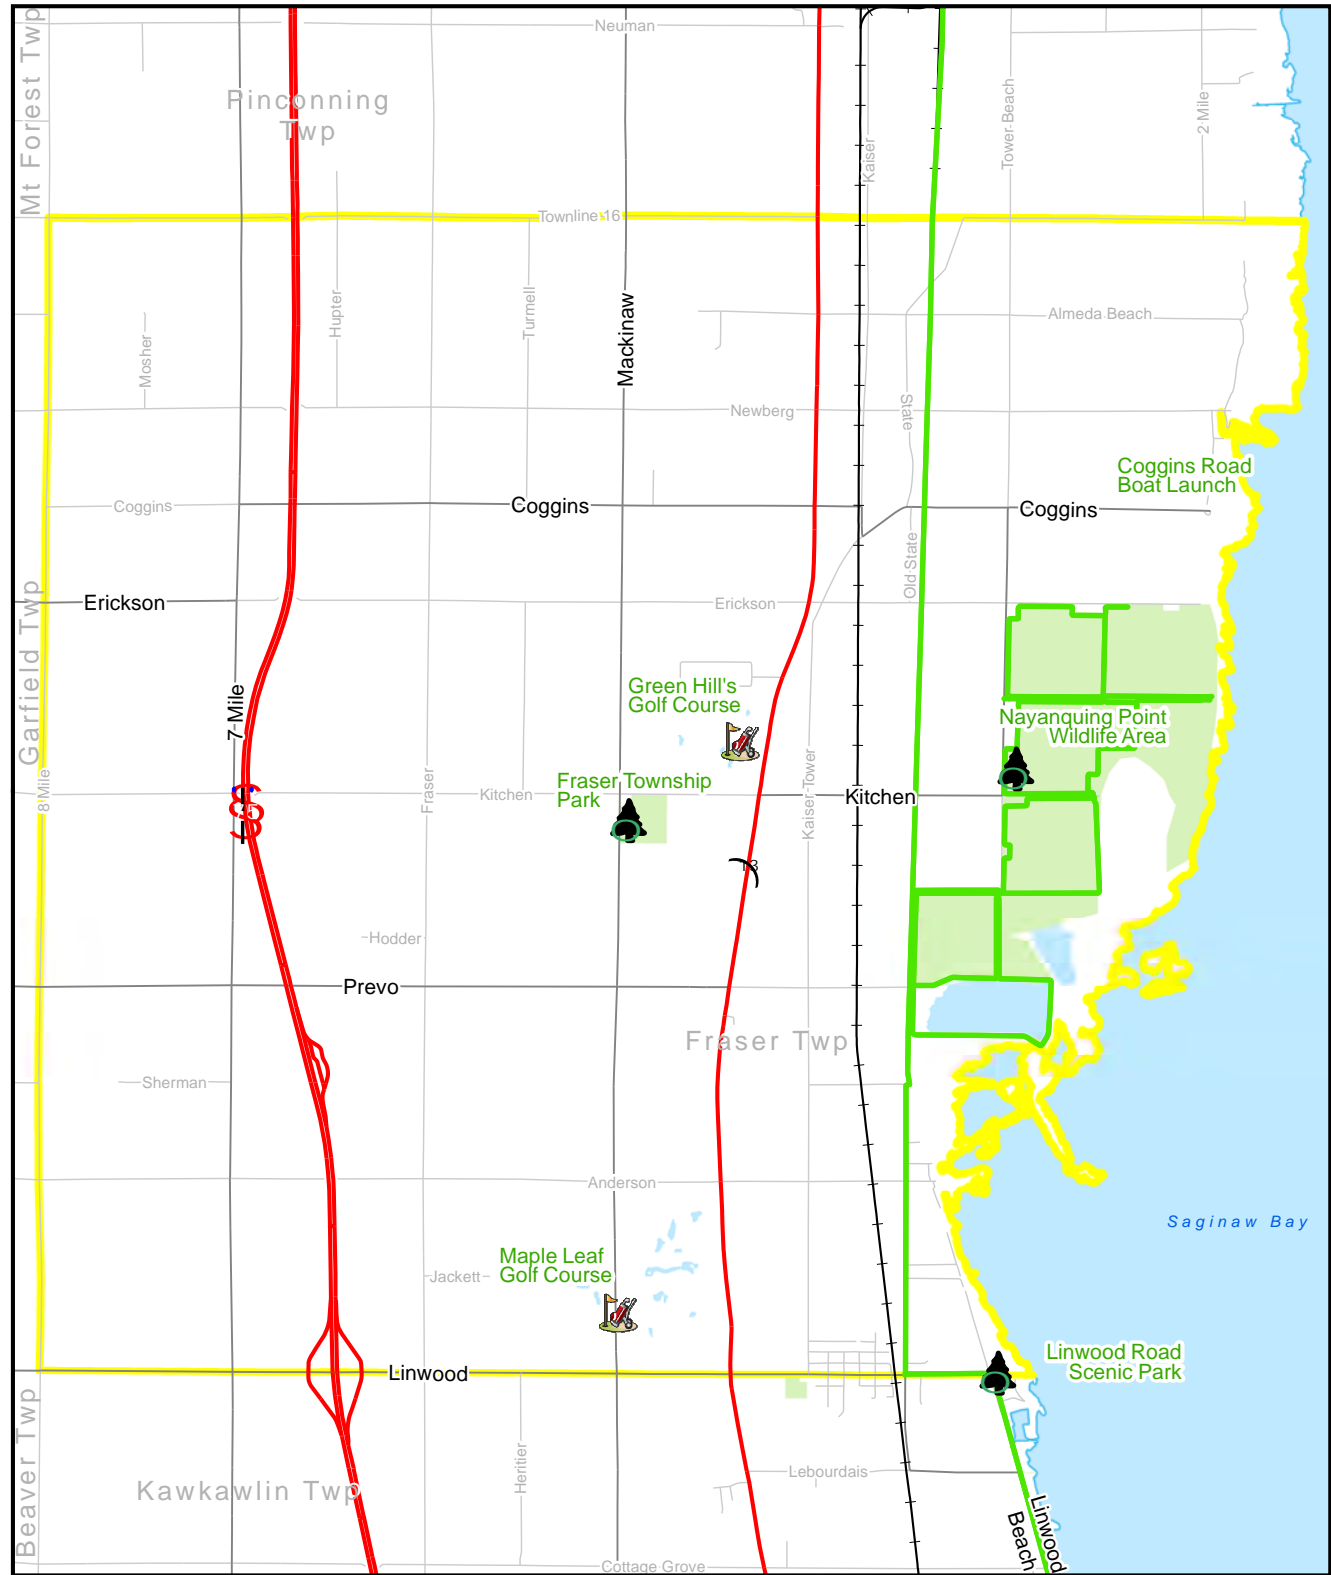 Neuman
Mt Forest Twp
Pinconning
Twp
Tower Beach
2 Mile
Kaiser
Townline 16
Hupter
Turmell
Mackinaw
Almeda Beach
Mosher
Newberg
State
Coggins Road
Boat Launch
Coggins
Coggins
Coggins
Old State
Erickson
Erickson
Garfield Twp
7 Mile
Green Hill's
Golf Course
Nayanquing Point
Wildlife Area
8 Mile
Fraser
Kitchen
Fraser Township
Park
Kaiser-Tower
Kitchen
13
Hodder
Prevo
Fraser Twp
Sherman
Anderson
Saginaw Bay
Maple Leaf
Golf Course
Jackett
Linwood Road
Scenic Park
Linwood
Beaver Twp
Kawkawlin Twp
Heritier
Lebourdais
Linwood
Beach
Cottage Grove